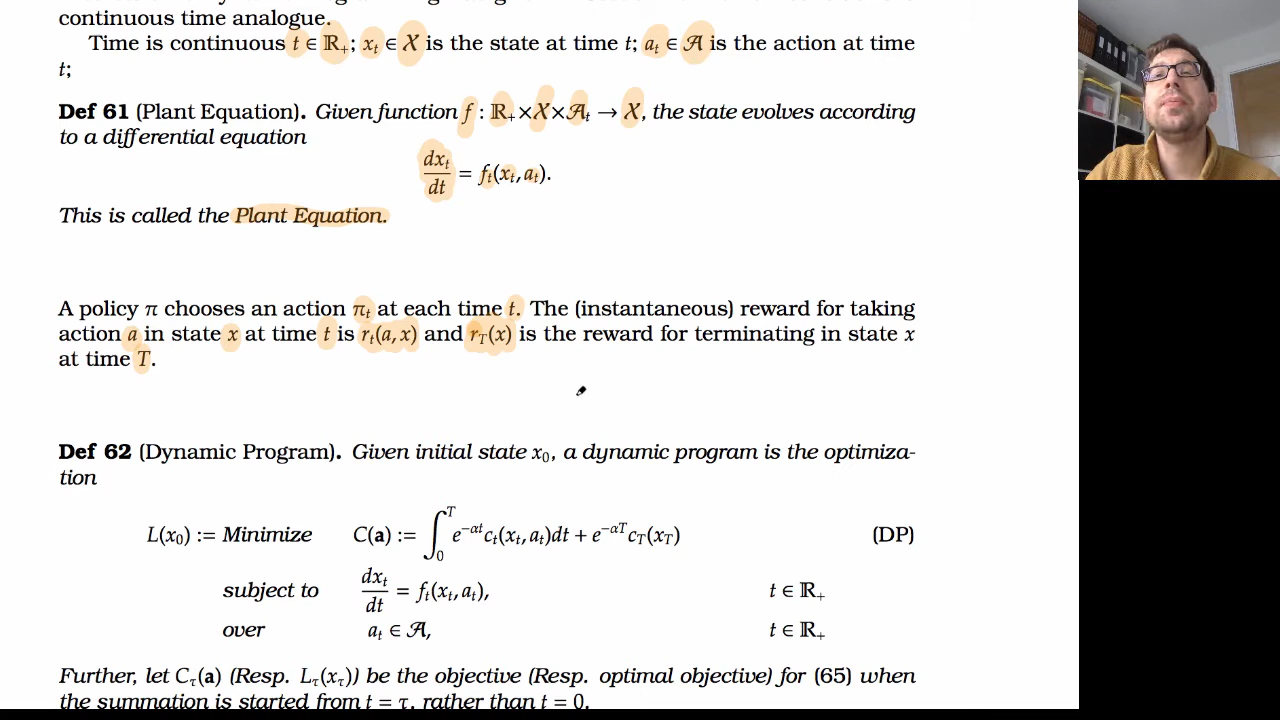 continuous time analogue.
Time is continuous t ∈ ℝ₊; xₜ ∈ 𝒳 is the state at time t; aₜ ∈ 𝒜 is the action at time
t;
Def 61 (Plant Equation). Given function f : ℝ₊ × 𝒳 × 𝒜ₜ → 𝒳, the state evolves according
to a differential equation
dxₜ/dt = fₜ(xₜ, aₜ).
This is called the Plant Equation.
A policy π chooses an action πₜ at each time t. The (instantaneous) reward for taking
action a in state x at time t is rₜ(a, x) and r_T(x) is the reward for terminating in state x
at time T.
Def 62 (Dynamic Program). Given initial state x₀, a dynamic program is the optimiza-
tion
L(x₀) := Minimize C(a) := ∫₀ᵀ e^{−αt} cₜ(xₜ, aₜ)dt + e^{−αT} c_T(x_T) (DP)
subject to dxₜ/dt = fₜ(xₜ, aₜ), t ∈ ℝ₊
over aₜ ∈ 𝒜, t ∈ ℝ₊
Further, let C_τ(a) (Resp. L_τ(x_τ)) be the objective (Resp. optimal objective) for (65) when
the summation is started from t = τ, rather than t = 0.